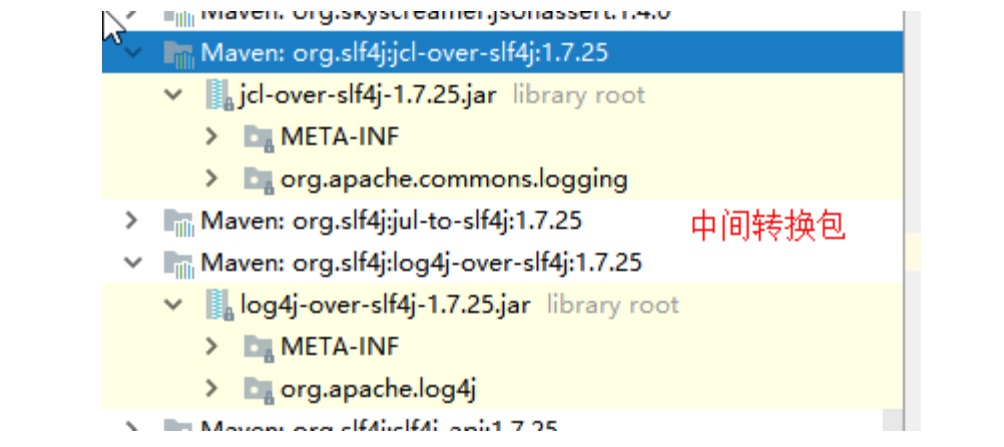 Maven: org.skyscreamer:jsonassert:1.4.0
Maven: org.slf4j:jcl-over-slf4j:1.7.25
jcl-over-slf4j-1.7.25.jar library root
META-INF
org.apache.commons.logging
Maven: org.slf4j:jul-to-slf4j:1.7.25 中间转换包
Maven: org.slf4j:log4j-over-slf4j:1.7.25
log4j-over-slf4j-1.7.25.jar library root
META-INF
org.apache.log4j
Maven: org.slf4j:slf4j-api:1.7.25